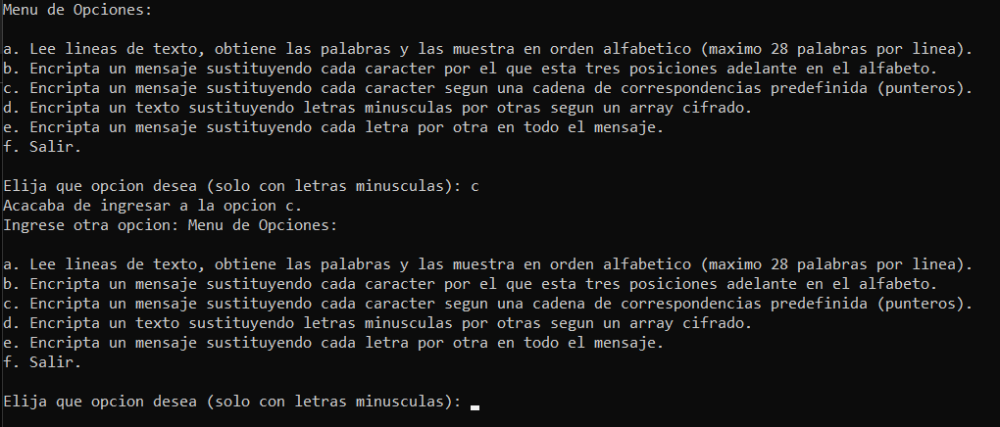 Menu de Opciones:
a. Lee lineas de texto, obtiene las palabras y las muestra en orden alfabetico (maximo 28 palabras por linea).
b. Encripta un mensaje sustituyendo cada caracter por el que esta tres posiciones adelante en el alfabeto.
c. Encripta un mensaje sustituyendo cada caracter segun una cadena de correspondencias predefinida (punteros).
d. Encripta un texto sustituyendo letras minusculas por otras segun un array cifrado.
e. Encripta un mensaje sustituyendo cada letra por otra en todo el mensaje.
f. Salir.
Elija que opcion desea (solo con letras minusculas): c
Acacaba de ingresar a la opcion c.
Ingrese otra opcion: Menu de Opciones:
a. Lee lineas de texto, obtiene las palabras y las muestra en orden alfabetico (maximo 28 palabras por linea).
b. Encripta un mensaje sustituyendo cada caracter por el que esta tres posiciones adelante en el alfabeto.
c. Encripta un mensaje sustituyendo cada caracter segun una cadena de correspondencias predefinida (punteros).
d. Encripta un texto sustituyendo letras minusculas por otras segun un array cifrado.
e. Encripta un mensaje sustituyendo cada letra por otra en todo el mensaje.
f. Salir.
Elija que opcion desea (solo con letras minusculas):